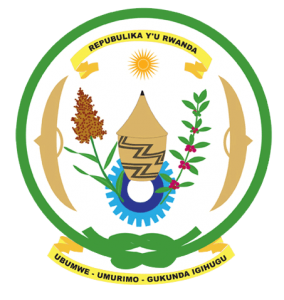 REPUBULIKA Y'U RWANDA
UBUMWE - UMURIMO - GUKUNDA IGIHUGU